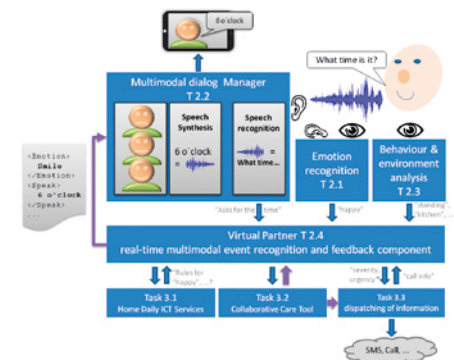 6 o'clock
What time is it?
Multimodal dialog Manager
T 2.2
Speech
Synthesis
6 o'clock
=
Speech
recognition
=
What time...
Emotion
recognition
T 2.1
Behaviour &
environment
analysis
T 2.3
<Emotion>
Smile
</Emotion>
<Speak>
6 o'clock
</Speak>
...
"Asks for the time"
"happy"
"standing",
"kitchen"...
Virtual Partner T 2.4
real-time multimodal event recognition and feedback component
"Rules for
"happy",...?
"severity,
urgency"
"call info"
Task 3.1
Home Daily ICT Services
Task 3.2
Collaborative Care Tool
Task 3.3
dispatching of information
SMS, Call, ...